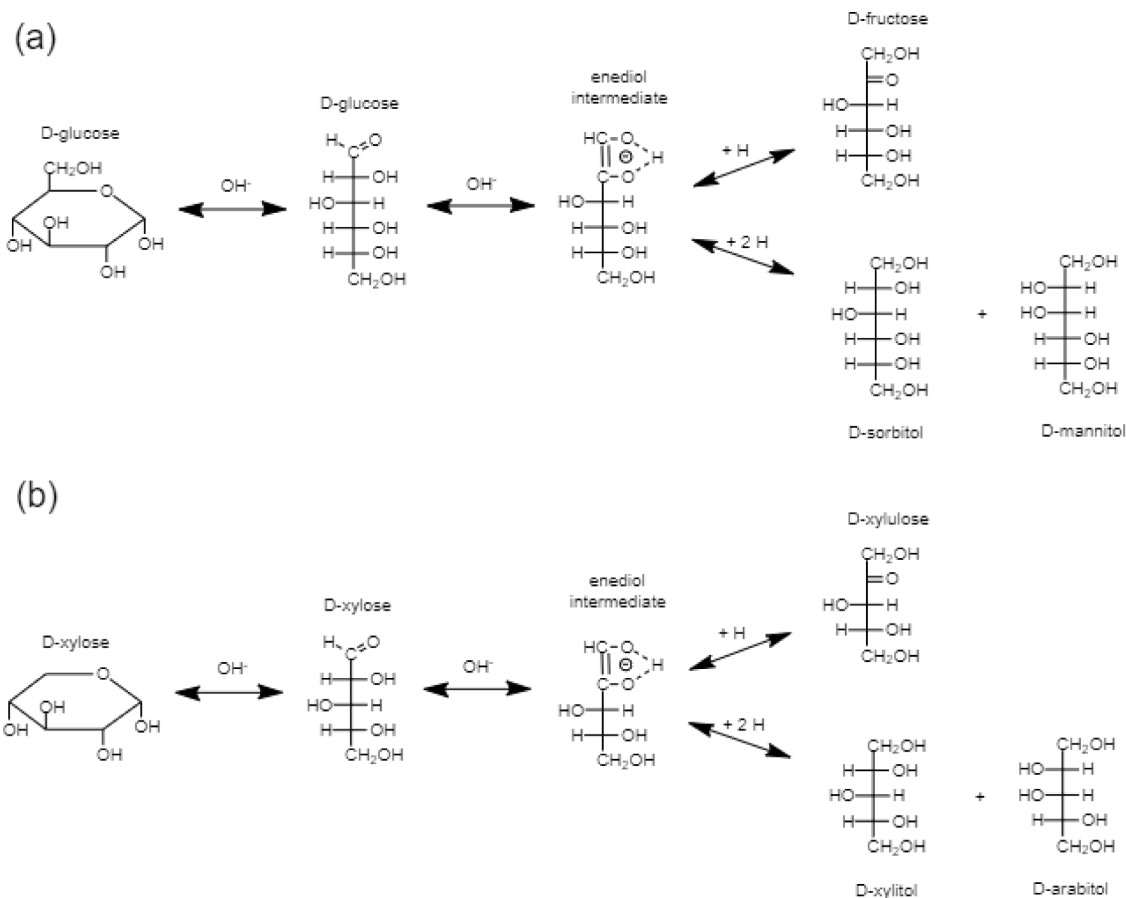 (a)
D-glucose
CH₂OH
O
OH
OH
OH
OH
OH⁻
D-glucose
H O
C
H OH
HO H
H OH
H OH
CH₂OH
OH⁻
enediol
intermediate
HC-O
⊖ H
C-O
HO H
H OH
H OH
CH₂OH
+ H
+ 2 H
D-fructose
CH₂OH
=O
HO H
H OH
H OH
CH₂OH
CH₂OH
H OH
HO H
H OH
H OH
CH₂OH
D-sorbitol
+
CH₂OH
HO H
HO H
H OH
H OH
CH₂OH
D-mannitol
(b)
D-xylose
O
OH
OH
OH
OH
OH⁻
D-xylose
H O
C
H OH
HO H
H OH
CH₂OH
OH⁻
enediol
intermediate
HC-O
⊖ H
C-O
HO H
H OH
CH₂OH
+ H
+ 2 H
D-xylulose
CH₂OH
=O
HO H
H OH
CH₂OH
CH₂OH
H OH
HO H
H OH
CH₂OH
D-xylitol
+
CH₂OH
HO H
HO H
H OH
CH₂OH
D-arabitol